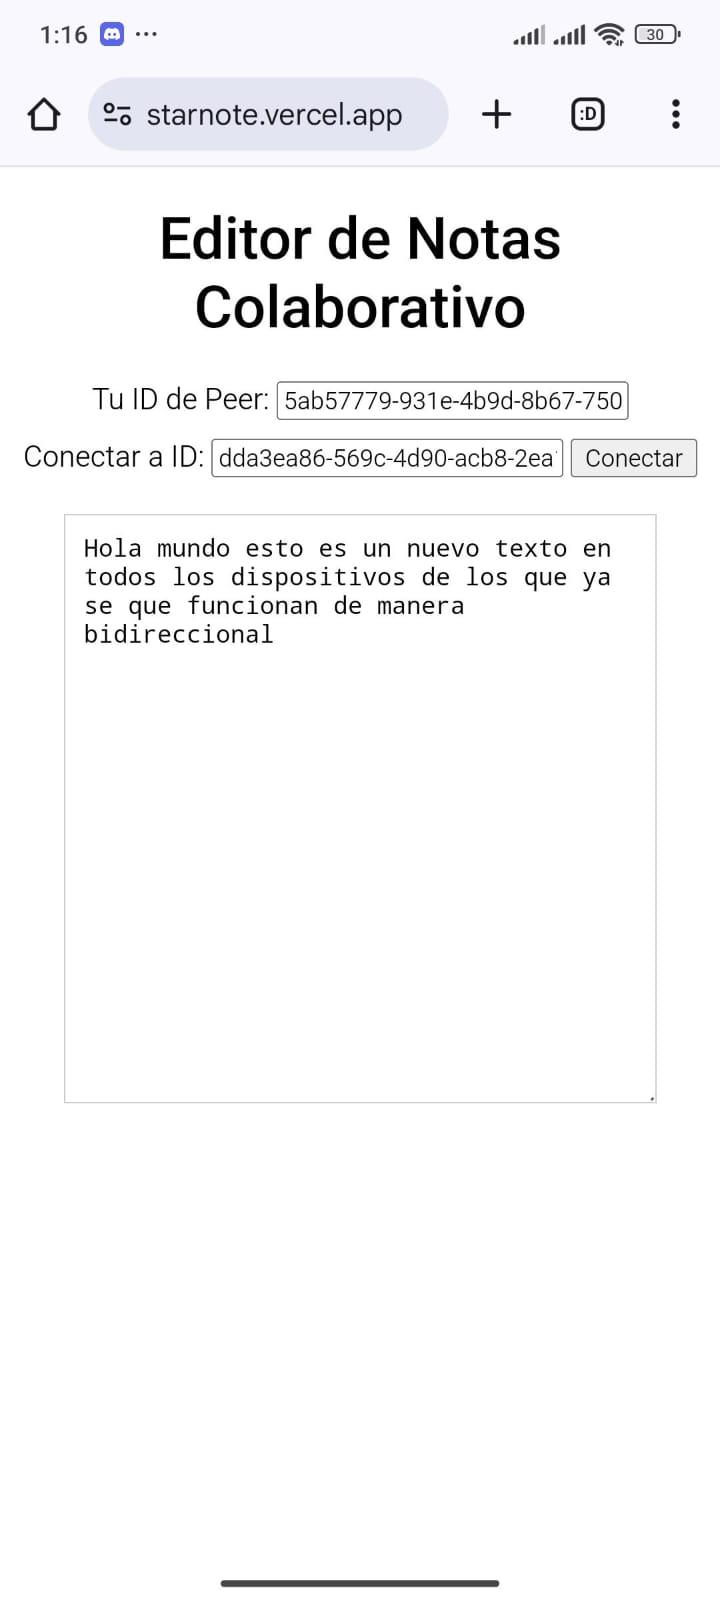 1:16
30
starnote.vercel.app
:D
Editor de Notas
Colaborativo
Tu ID de Peer: 5ab57779-931e-4b9d-8b67-750
Conectar a ID: dda3ea86-569c-4d90-acb8-2ea Conectar
Hola mundo esto es un nuevo texto en
todos los dispositivos de los que ya
se que funcionan de manera
bidireccional